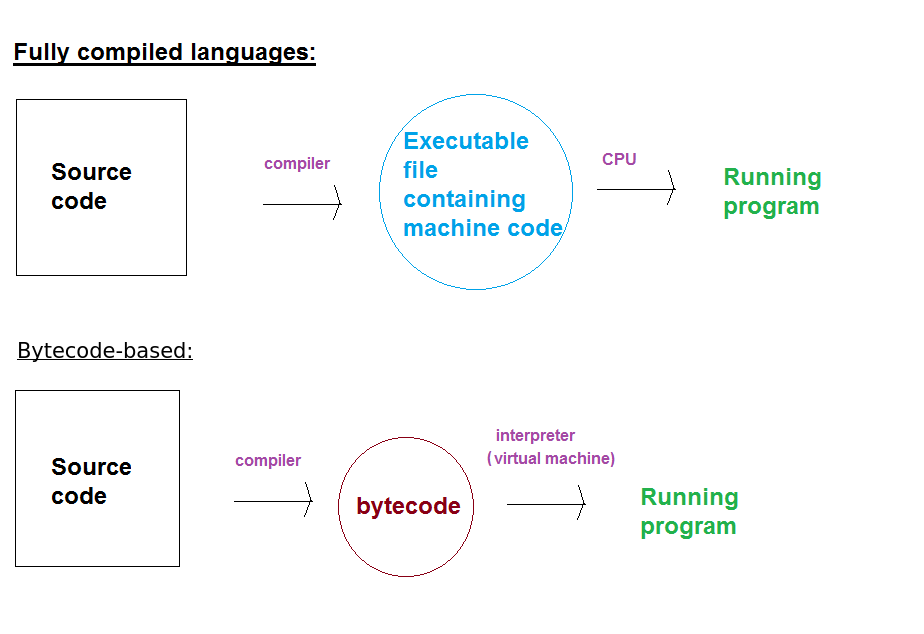 Fully compiled languages:
Source
code
compiler
Executable
file
containing
machine code
CPU
Running
program
Bytecode-based:
Source
code
compiler
bytecode
interpreter
(virtual machine)
Running
program